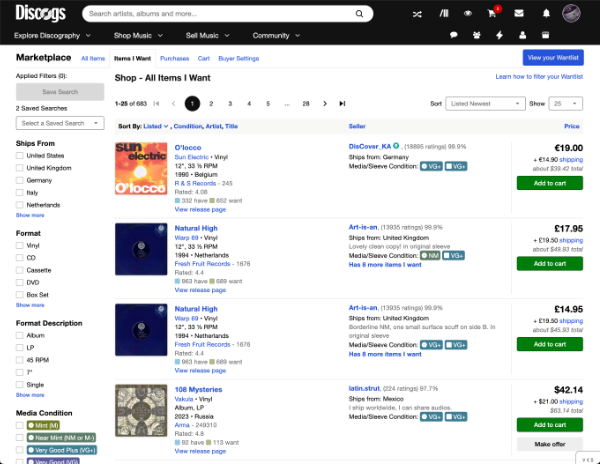 Discogs
Search artists, albums and more...
Explore Discography
Shop Music
Sell Music
Community
Marketplace
All Items
Items I Want
Purchases
Cart
Buyer Settings
View your Wantlist
Applied Filters (0):
Save Search
2 Saved Searches
Select a Saved Search
Shop - All Items I Want
Learn how to filter your Wantlist
1-25 of 683
1 2 3 4 5 ... 28
Sort Listed Newest
Show 25
Sort By: Listed, Condition, Artist, Title
Seller
Price
Ships From
United States
United Kingdom
Germany
Italy
Netherlands
Show more
Format
Vinyl
CD
Cassette
DVD
Box Set
Show more
Format Description
Album
LP
45 RPM
7"
Single
Show more
Media Condition
Mint (M)
Near Mint (NM or M-)
Very Good Plus (VG+)
Very Good (VG)
sun
electric
O'locco
O'locco
Sun Electric • Vinyl
12", 33 ⅓ RPM
1990 • Belgium
R & S Records - 245
Rated: 4.08
332 have 652 want
View release page
DisCover_KA, (18895 ratings) 99.9%
Ships from: Germany
Media/Sleeve Condition: VG+ VG+
€19.00
+ €14.90 shipping
about $39.42 total
Add to cart
Natural High
Warp 69 • Vinyl
12", 33 ⅓ RPM
1994 • Netherlands
Fresh Fruit Records - 1676
Rated: 4.4
963 have 689 want
View release page
Art-is-an, (13935 ratings) 99.9%
Ships from: United Kingdom
Lovely clean copy! in original sleeve
Media/Sleeve Condition: NM VG+
Has 8 more items I want
€17.95
+ £19.50 shipping
about $49.93 total
Add to cart
Natural High
Warp 69 • Vinyl
12", 33 ⅓ RPM
1994 • Netherlands
Fresh Fruit Records - 1676
Rated: 4.4
963 have 689 want
View release page
Art-is-an, (13935 ratings) 99.9%
Ships from: United Kingdom
Borderline NM, one small surface scuff on side B. In
original sleeve
Media/Sleeve Condition: VG+ VG+
Has 8 more items I want
£14.95
+ £19.50 shipping
about $45.93 total
Add to cart
108 Mysteries
Vakula • Vinyl
Album, LP
2023 • Russia
Arma - 249310
Rated: 4.8
92 have 113 want
View release page
latin.strut, (224 ratings) 97.7%
Ships from: Mexico
I ship worldwide, I can share audios.
Media/Sleeve Condition: VG+ VG+
$42.14
+ $21.00 shipping
$63.14 total
Add to cart
Make offer